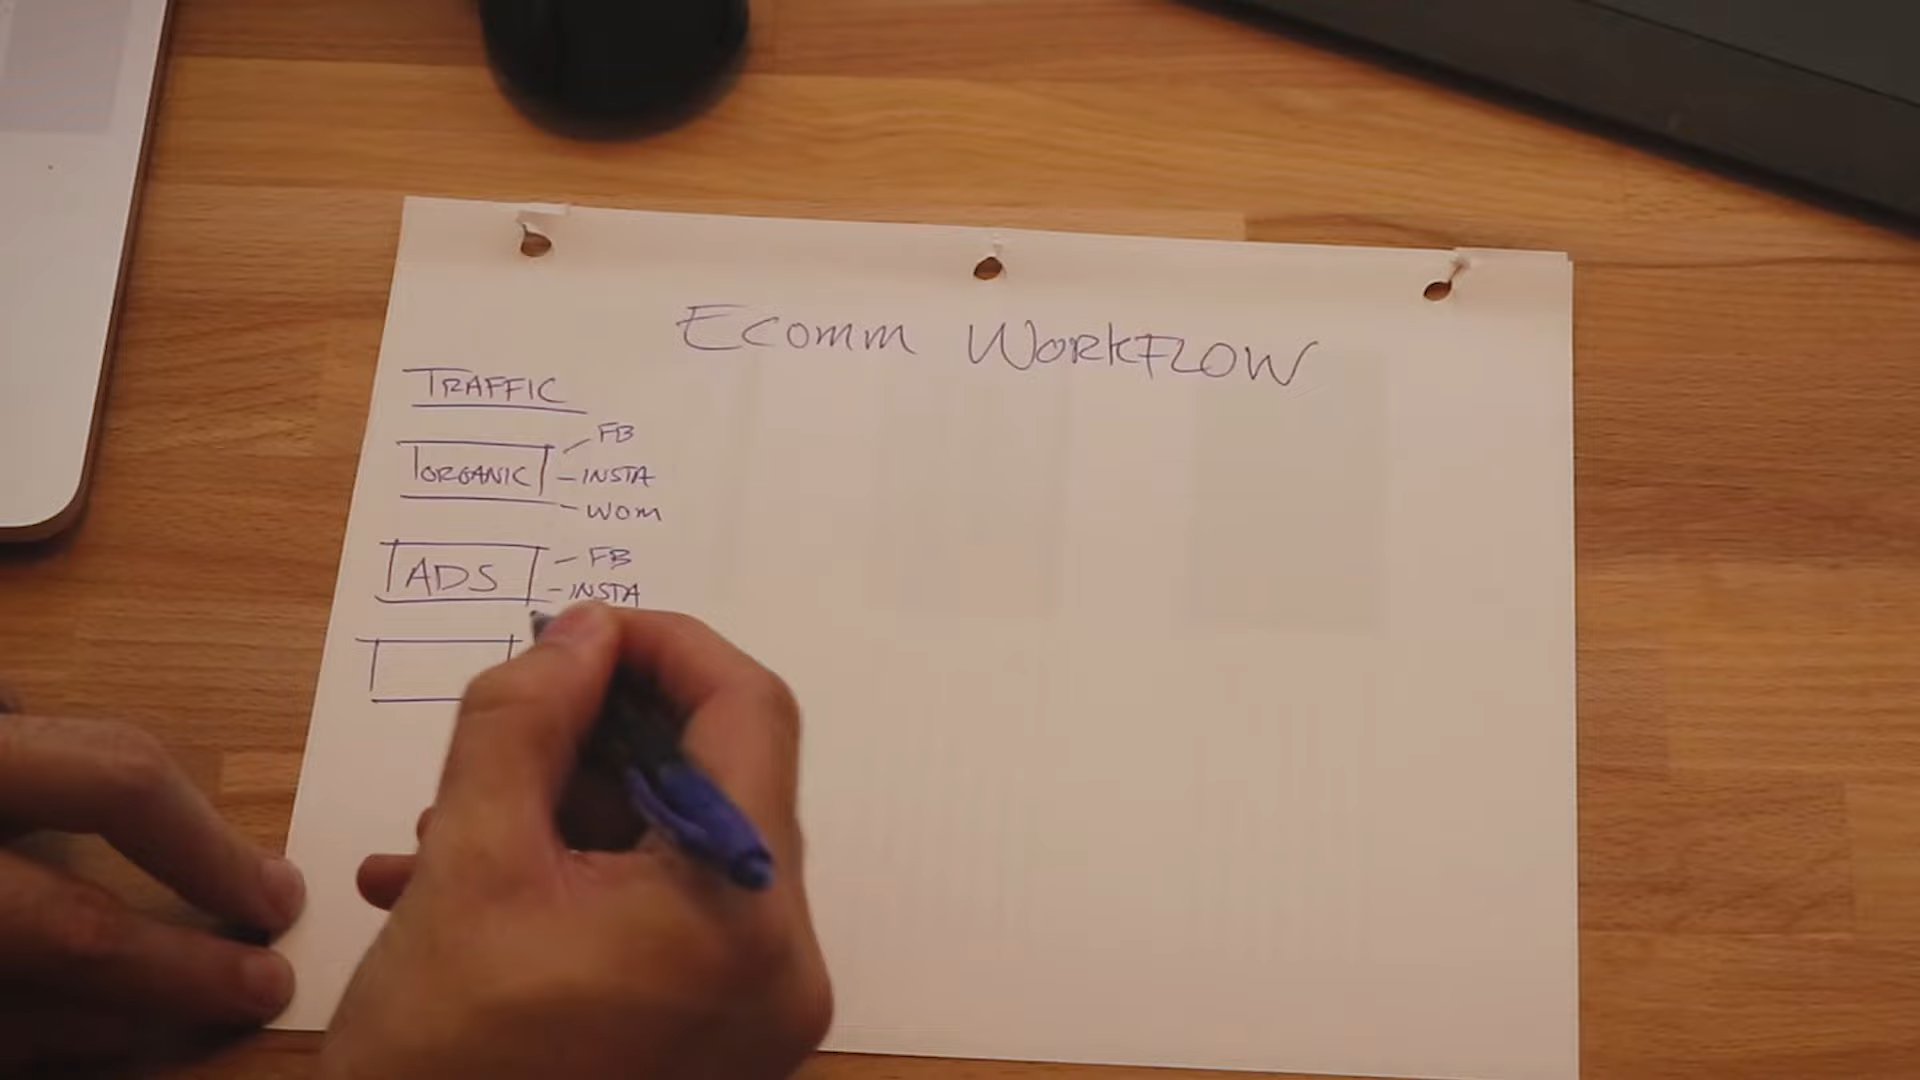 Ecomm WORKFLOW
TRAFFIC
ORGANIC
FB
INSTA
WOM
ADS
FB
INSTA